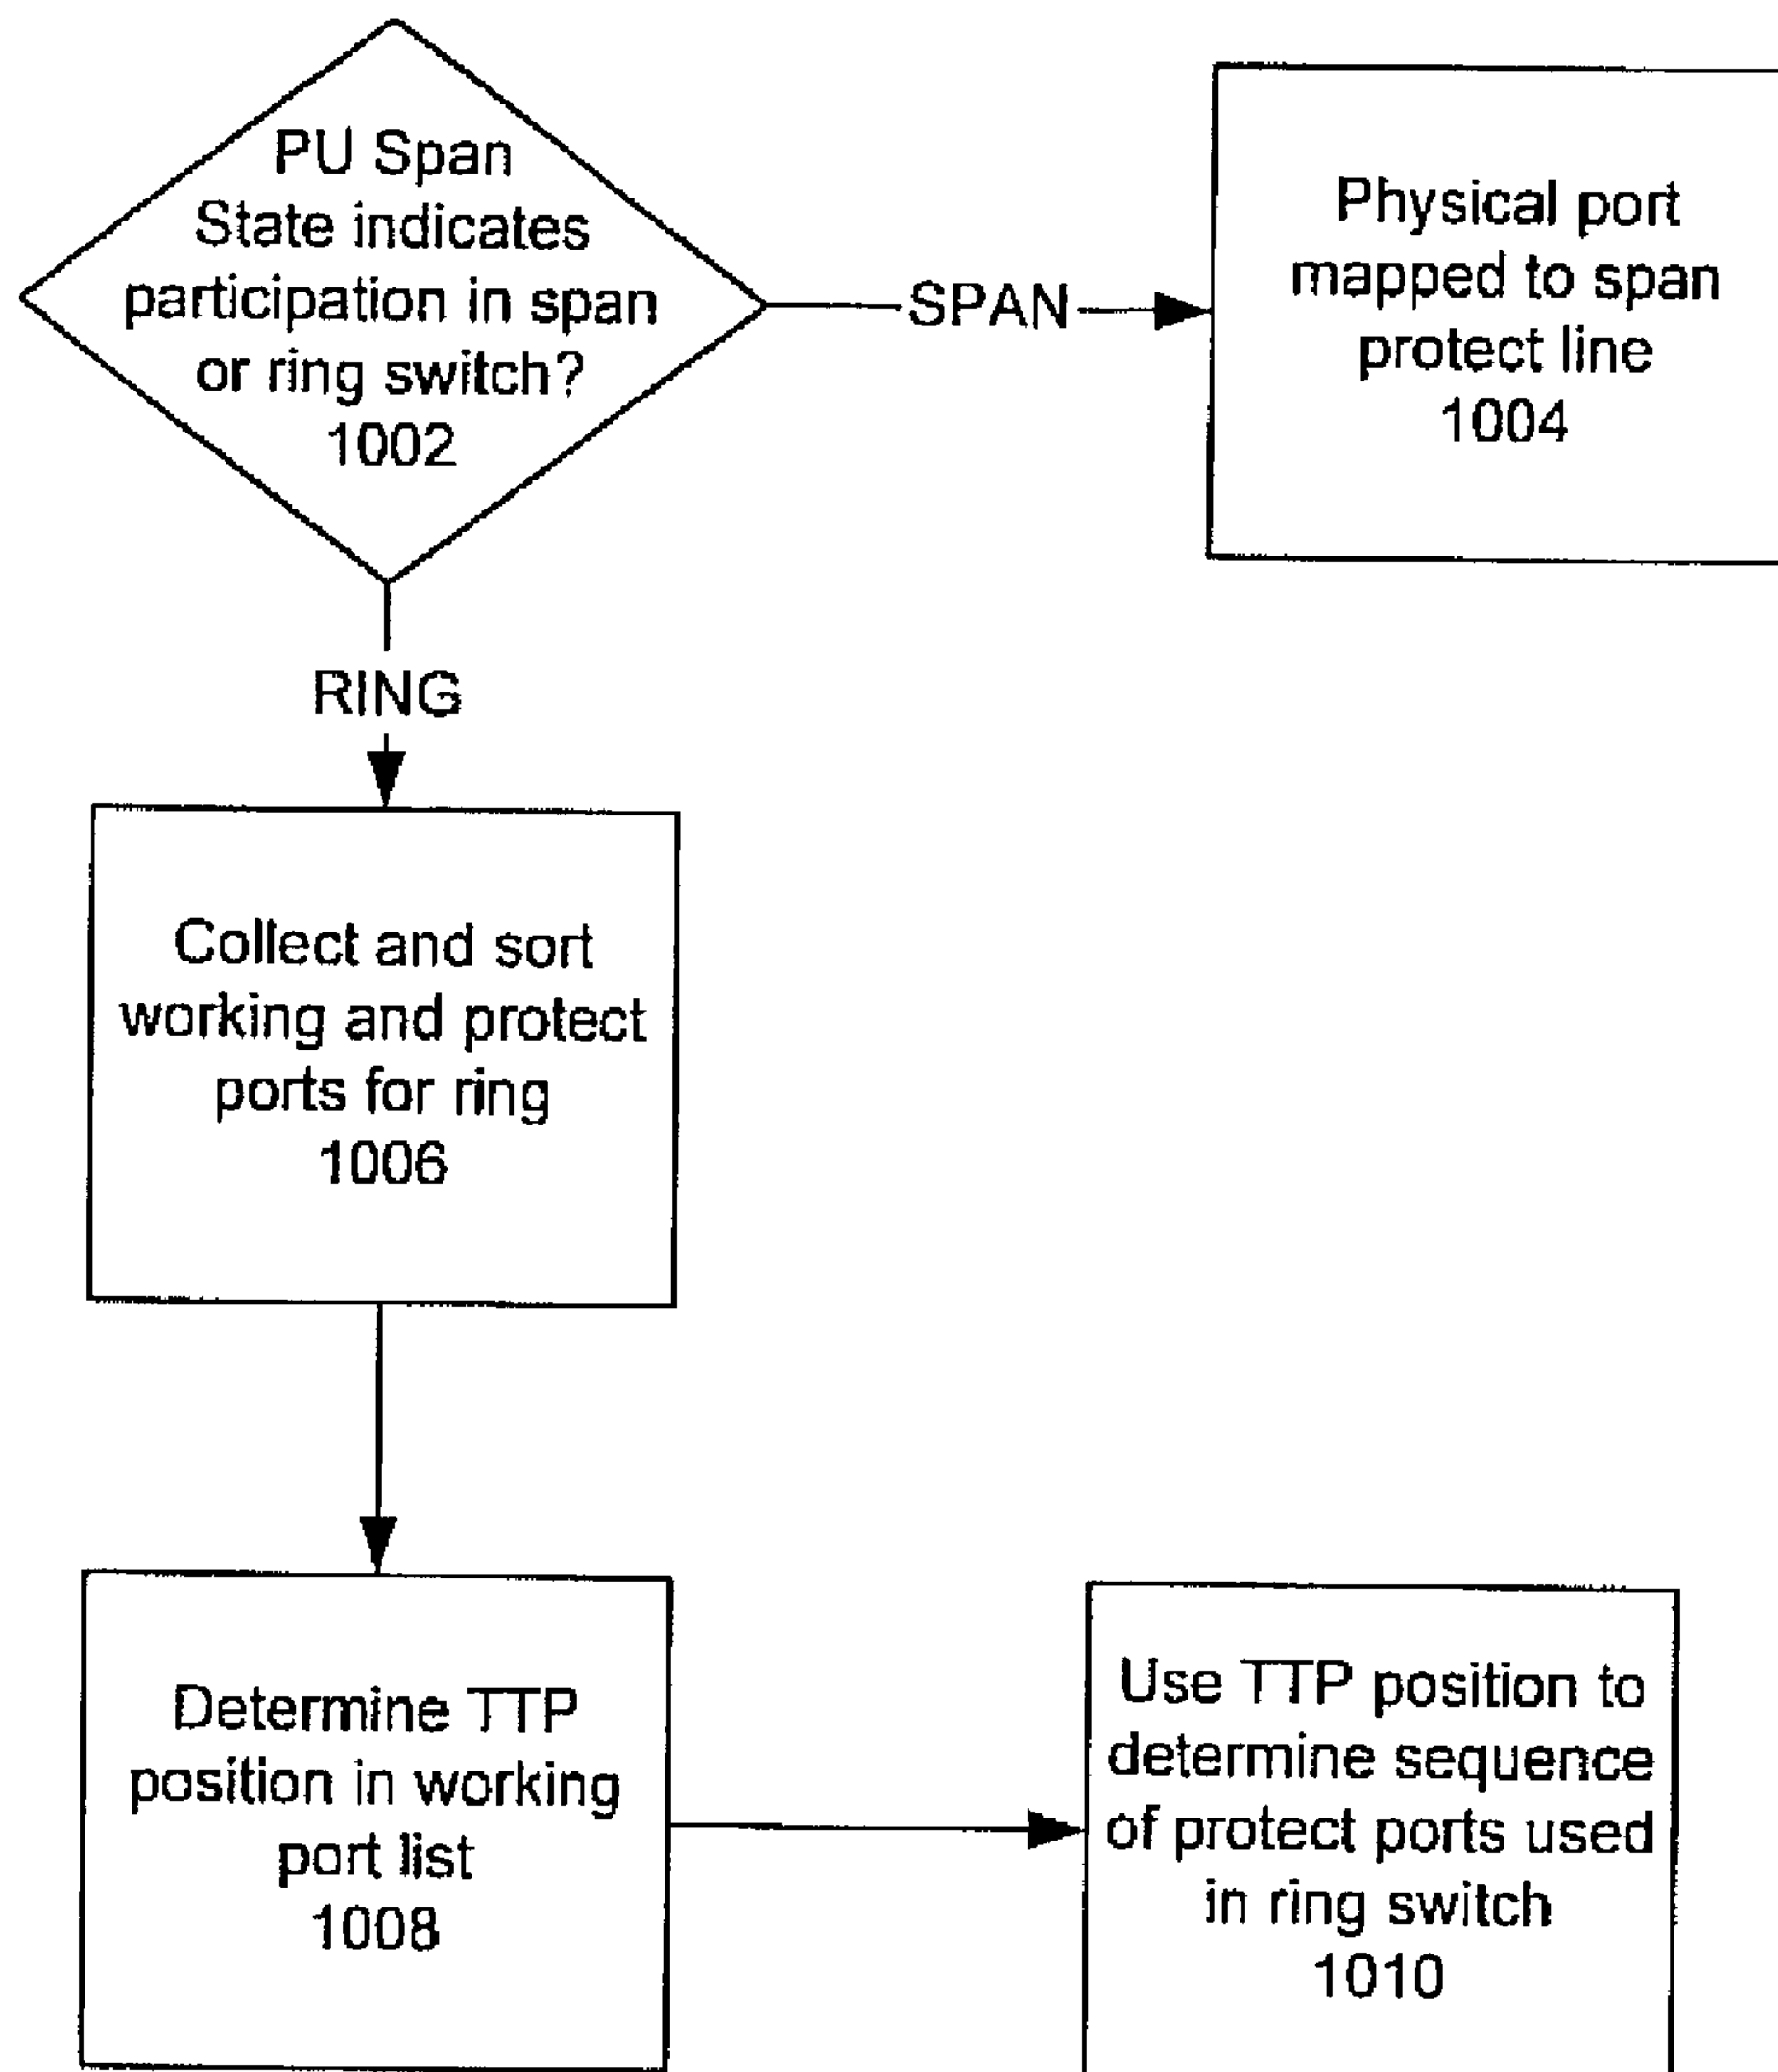 PU Span
State indicates
participation in span
or ring switch?
1002
SPAN
Physical port
mapped to span
protect line
1004
RING
Collect and sort
working and protect
ports for ring
1006
Determine TTP
position in working
port list
1008
Use TTP position to
determine sequence
of protect ports used
in ring switch
1010